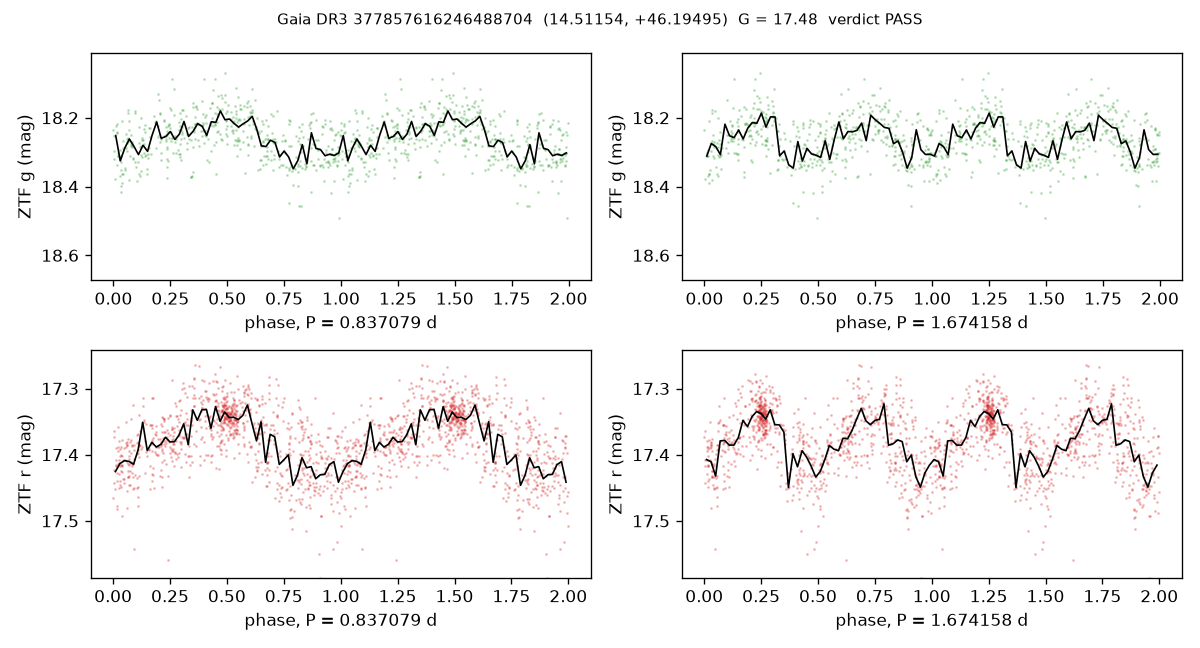 Gaia DR3 377857616246488704 (14.51154, +46.19495) G = 17.48 verdict PASS
ZTF g (mag)
18.2
18.4
18.6
0.00 0.25 0.50 0.75 1.00 1.25 1.50 1.75 2.00
phase, P = 0.837079 d
ZTF g (mag)
18.2
18.4
18.6
0.00 0.25 0.50 0.75 1.00 1.25 1.50 1.75 2.00
phase, P = 1.674158 d
ZTF r (mag)
17.3
17.4
17.5
0.00 0.25 0.50 0.75 1.00 1.25 1.50 1.75 2.00
phase, P = 0.837079 d
ZTF r (mag)
17.3
17.4
17.5
0.00 0.25 0.50 0.75 1.00 1.25 1.50 1.75 2.00
phase, P = 1.674158 d